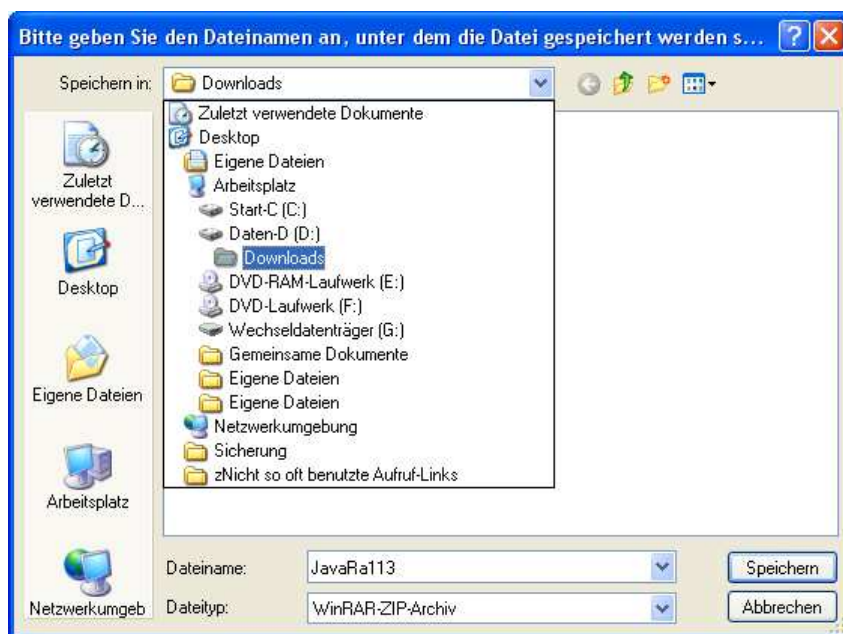 Bitte geben Sie den Dateinamen an, unter dem die Datei gespeichert werden s...
Speichern in:
Downloads
Zuletzt verwendete Dokumente
Desktop
Eigene Dateien
Arbeitsplatz
Start-C (C:)
Daten-D (D:)
Downloads
DVD-RAM-Laufwerk (E:)
DVD-Laufwerk (F:)
Wechseldatenträger (G:)
Gemeinsame Dokumente
Eigene Dateien
Eigene Dateien
Netzwerkumgebung
Sicherung
zNicht so oft benutzte Aufruf-Links
Zuletzt
verwendete D...
Desktop
Eigene Dateien
Arbeitsplatz
Netzwerkumgeb
Dateiname:
JavaRa113
Speichern
Dateityp:
WinRAR-ZIP-Archiv
Abbrechen